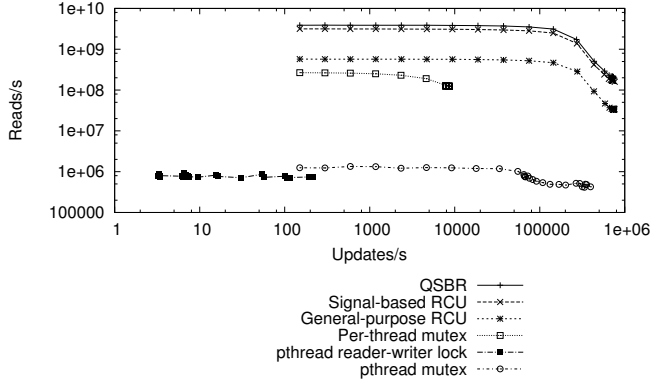 1e+10
1e+09
1e+08
1e+07
1e+06
100000
Reads/s
1 10 100 1000 10000 100000 1e+06
Updates/s
QSBR
Signal-based RCU
General-purpose RCU
Per-thread mutex
pthread reader-writer lock
pthread mutex